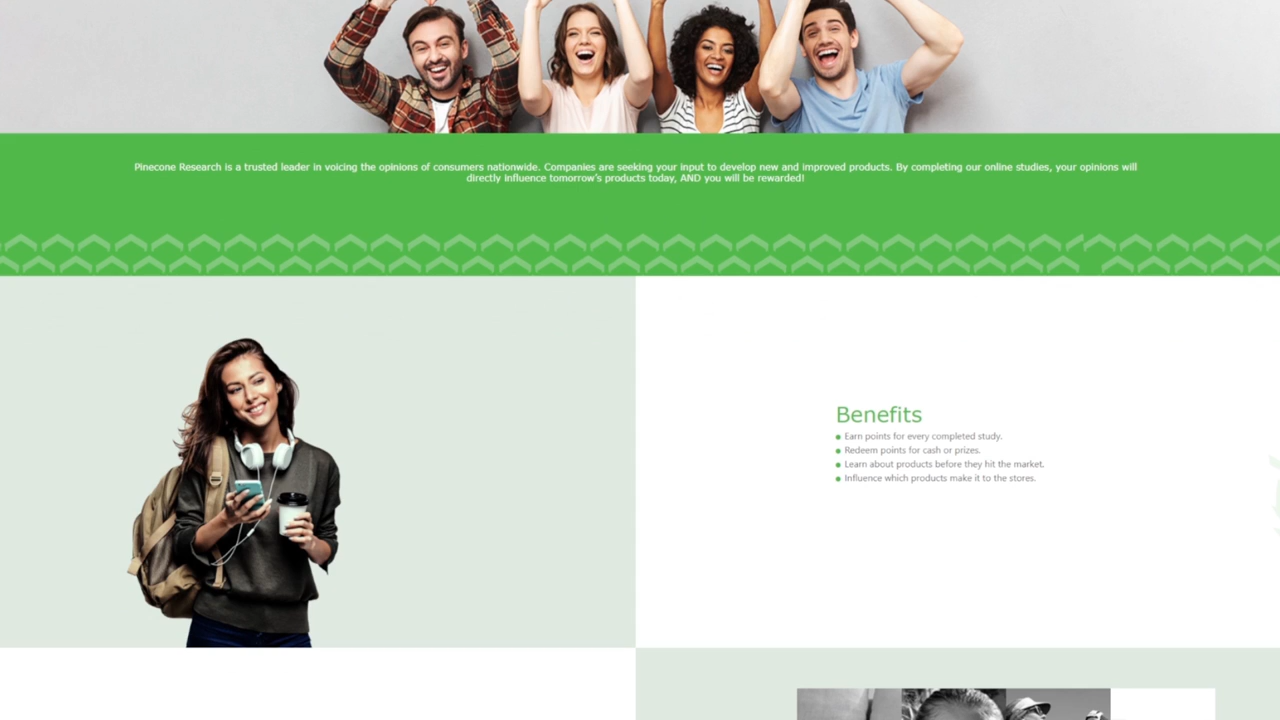 Pinecone Research is a trusted leader in voicing the opinions of consumers nationwide. Companies are seeking your input to develop new and improved products. By completing our online studies, your opinions will
directly influence tomorrow's products today, AND you will be rewarded!
Benefits
Earn points for every completed study.
Redeem points for cash or prizes.
Learn about products before they hit the market.
Influence which products make it to the stores.